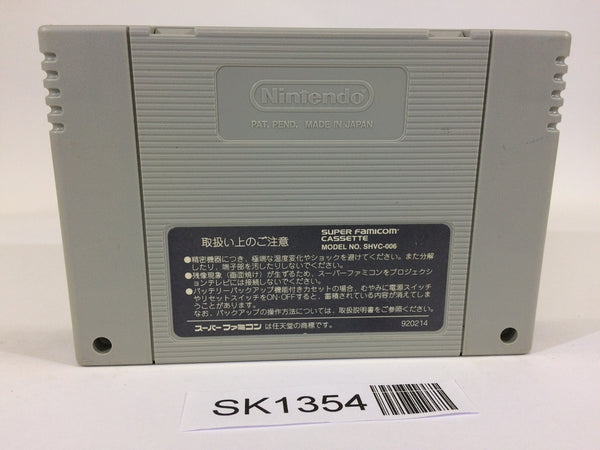 Nintendo
PAT. PEND. MADE IN JAPAN
取扱い上のご注意
SUPER FAMICOM
CASSETTE
MODEL NO. SHVC-006
●精密機器につき、極端な温度変化やショックを避けてください。また分解
したり、端子部を汚したりしないでください。
●残像現象（画面焼け）が生ずるため、スーパーファミコンをプロジェクシ
ョンテレビには接続しないでください。
●バッテリーバックアップ機能付きカセットの場合、むやみに電源スイッチ
やリセットスイッチをON・OFFすると、蓄積されている内容が消えてしま
うことがあります。
なお、バックアップの操作方法については、取扱説明書をご参照ください。
スーパーファミコン は任天堂の商標です。
920214
SK1354